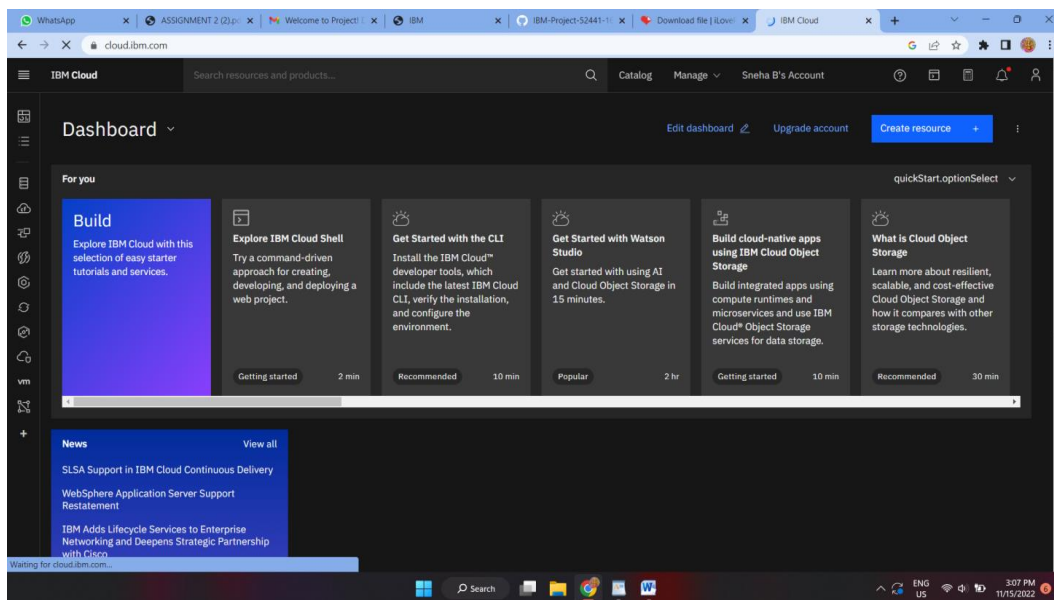 WhatsApp
ASSIGNMENT 2 (2).p
Welcome to Project!
IBM
IBM-Project-52441-1
Download file | iLove
IBM Cloud
cloud.ibm.com
IBM Cloud
Search resources and products...
Catalog
Manage
Sneha B's Account
Dashboard
Edit dashboard
Upgrade account
Create resource +
For you
quickStart.optionSelect
Build
Explore IBM Cloud with this
selection of easy starter
tutorials and services.
Explore IBM Cloud Shell
Try a command-driven
approach for creating,
developing, and deploying a
web project.
Getting started
2 min
Get Started with the CLI
Install the IBM Cloud™
developer tools, which
include the latest IBM Cloud
CLI, verify the installation,
and configure the
environment.
Recommended
10 min
Get Started with Watson
Studio
Get started with using AI
and Cloud Object Storage in
15 minutes.
Popular
2 hr
Build cloud-native apps
using IBM Cloud Object
Storage
Build integrated apps using
compute runtimes and
microservices and use IBM
Cloud® Object Storage
services for data storage.
Getting started
10 min
What is Cloud Object
Storage
Learn more about resilient,
scalable, and cost-effective
Cloud Object Storage and
how it compares with other
storage technologies.
Recommended
30 min
vm
News
View all
SLSA Support in IBM Cloud Continuous Delivery
WebSphere Application Server Support
Restatement
IBM Adds Lifecycle Services to Enterprise
Networking and Deepens Strategic Partnership
with Cisco
Waiting for cloud.ibm.com...
Search
ENG
US
3:07 PM
11/15/2022
6